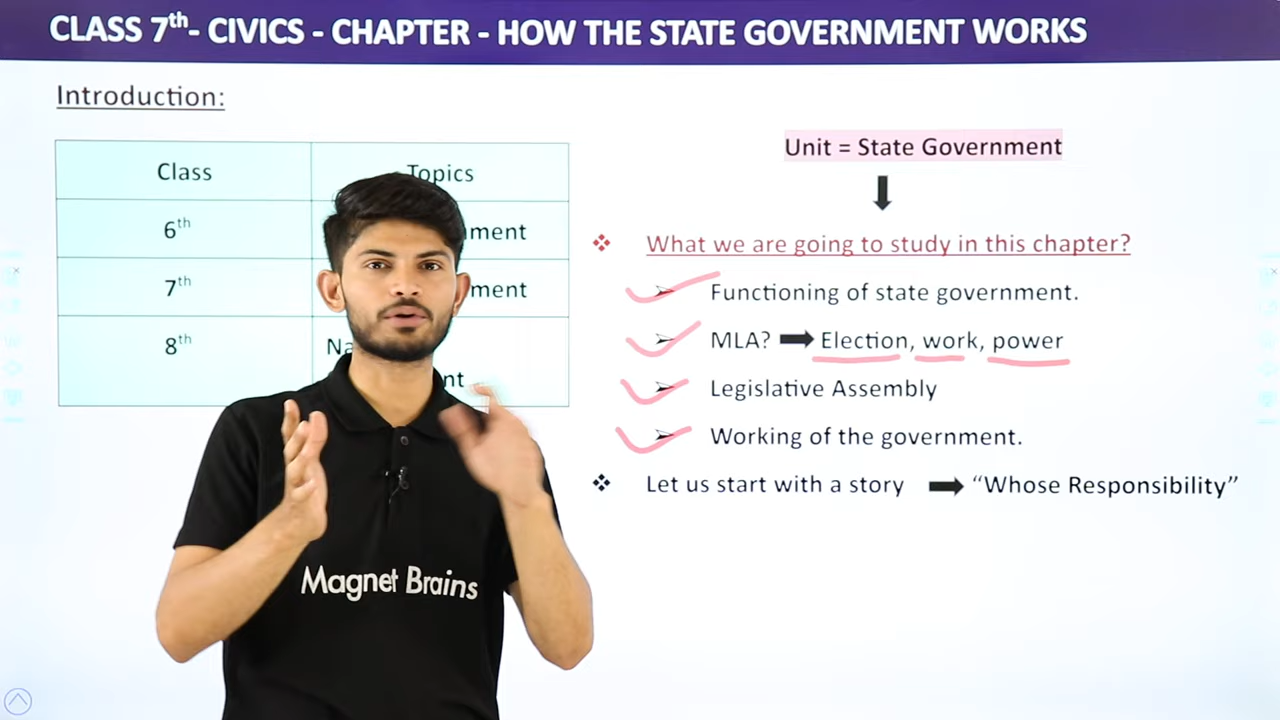 CLASS 7th- CIVICS - CHAPTER - HOW THE STATE GOVERNMENT WORKS
Introduction:
Class Topics
6th
7th
8th
Unit = State Government
What we are going to study in this chapter?
Functioning of state government.
MLA? Election, work, power
Legislative Assembly
Working of the government.
Let us start with a story "Whose Responsibility"
Magnet Brains